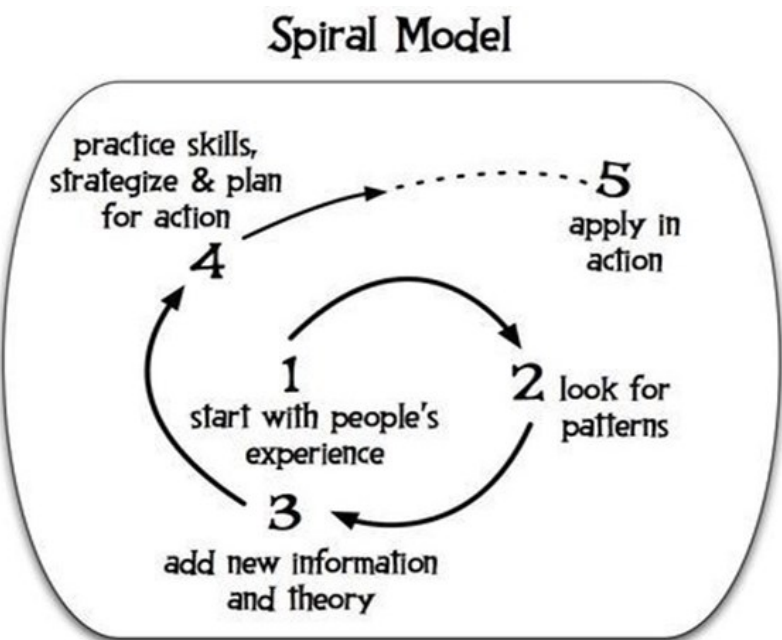 Spiral Model
1
start with people's
experience
2 look for
patterns
3
add new information
and theory
practice skills,
strategize & plan
for action
4
5
apply in
action